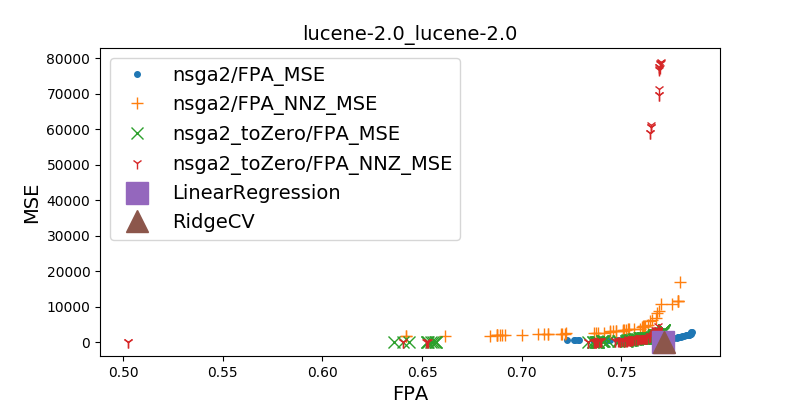 lucene-2.0_lucene-2.0
80000
70000
60000
50000
40000
30000
20000
10000
0
MSE
nsga2/FPA_MSE
nsga2/FPA_NNZ_MSE
nsga2_toZero/FPA_MSE
nsga2_toZero/FPA_NNZ_MSE
LinearRegression
RidgeCV
0.50 0.55 0.60 0.65 0.70 0.75
FPA